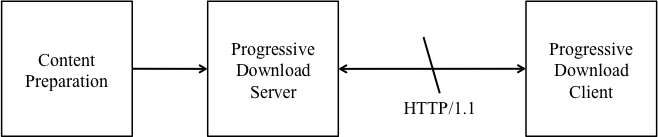 Content
Preparation
Progressive
Download
Server
HTTP/1.1
Progressive
Download
Client